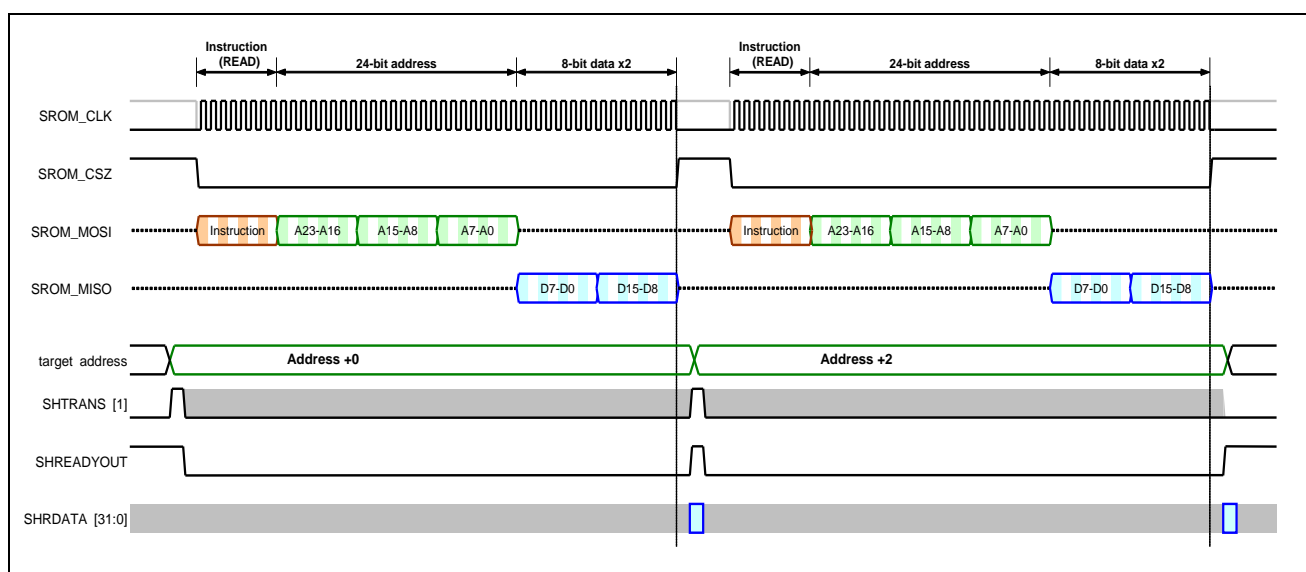 Instruction
(READ) 24-bit address 8-bit data x2 Instruction
(READ) 24-bit address 8-bit data x2
SROM_CLK
SROM_CSZ
SROM_MOSI Instruction A23-A16 A15-A8 A7-A0 Instruction A23-A16 A15-A8 A7-A0
SROM_MISO D7-D0 D15-D8 D7-D0 D15-D8
target address Address +0 Address +2
SHTRANS [1]
SHREADYOUT
SHRDATA [31:0]